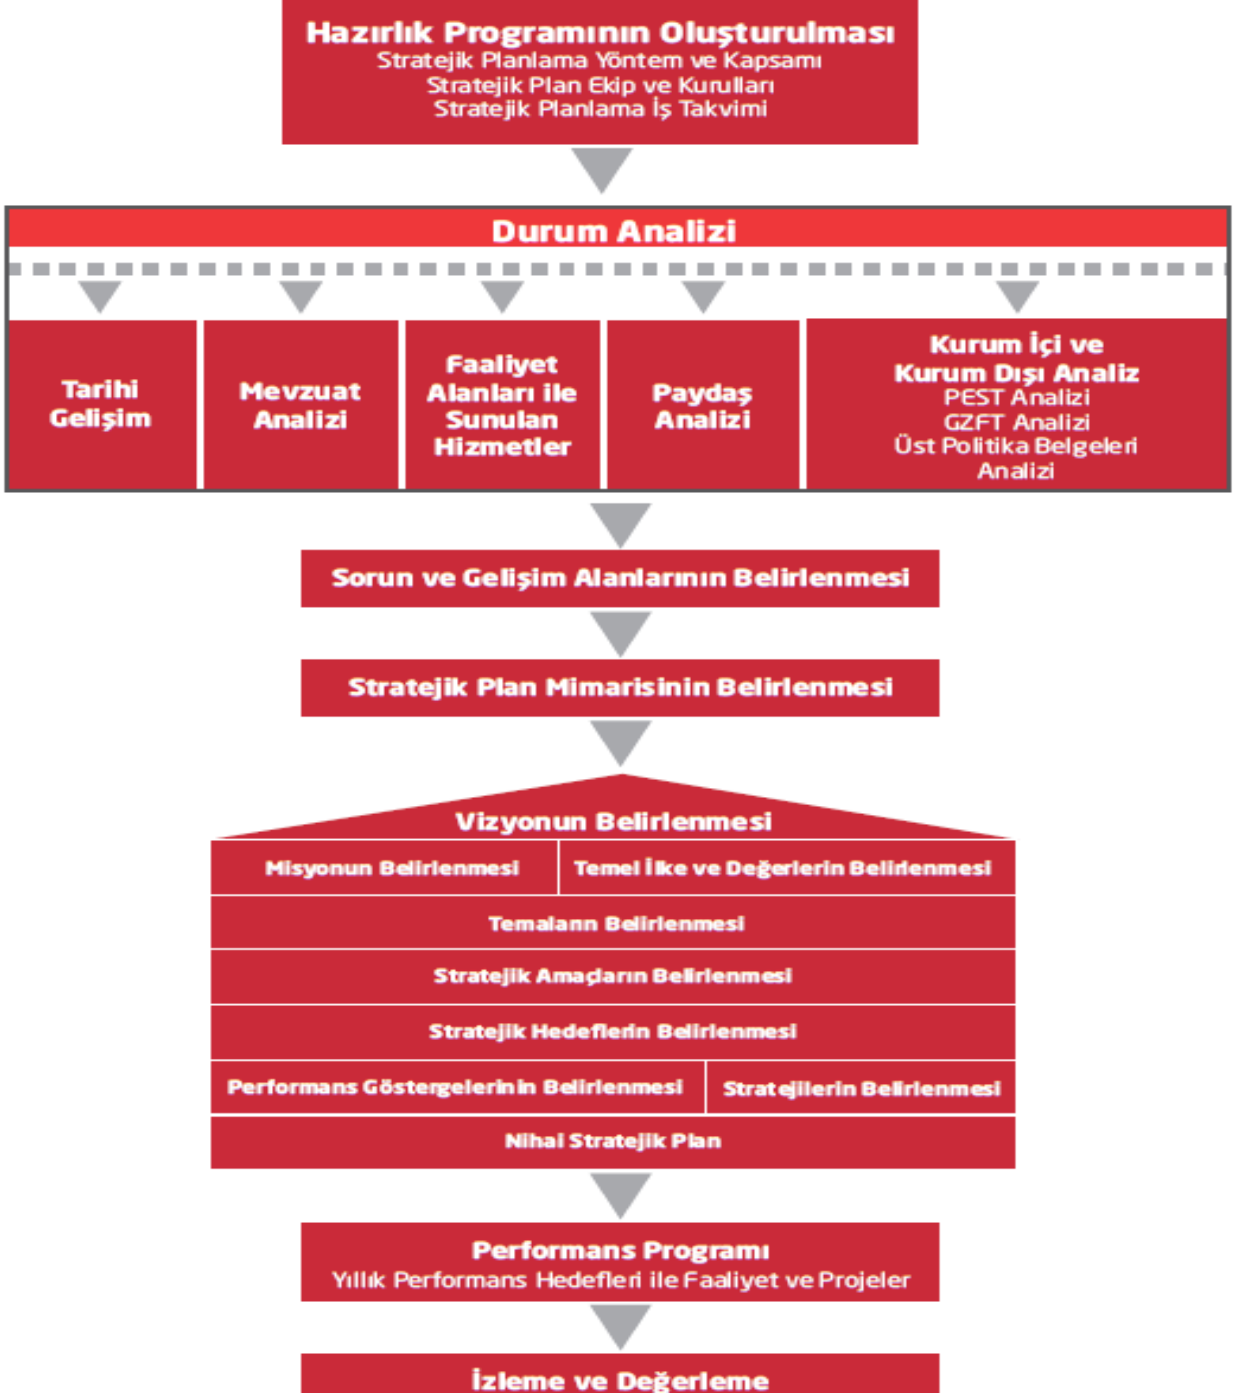 Hazırlık Programının Oluşturulması
Stratejik Planlama Yöntem ve Kapsamı
Stratejik Plan Ekip ve Kurulları
Stratejik Planlama İş Takvimi
Durum Analizi
Tarihi
Gelişim
Mevzuat
Analizi
Faaliyet
Alanları ile
Sunulan
Hizmetler
Paydaş
Analizi
Kurum İçi ve
Kurum Dışı Analiz
PEST Analizi
GZFT Analizi
Üst Politika Belgeleri
Analizi
Sorun ve Gelişim Alanlarının Belirlenmesi
Stratejik Plan Mimarisinin Belirlenmesi
Vizyonun Belirlenmesi
Misyonun Belirlenmesi
Temel İlke ve Değerlerin Belirlenmesi
Temaların Belirlenmesi
Stratejik Amaçların Belirlenmesi
Stratejik Hedeflerin Belirlenmesi
Performans Göstergelerinin Belirlenmesi
Stratejilerin Belirlenmesi
Nihai Stratejik Plan
Performans Programı
Yıllık Performans Hedefleri ile Faaliyet ve Projeler
İzleme ve Değerleme